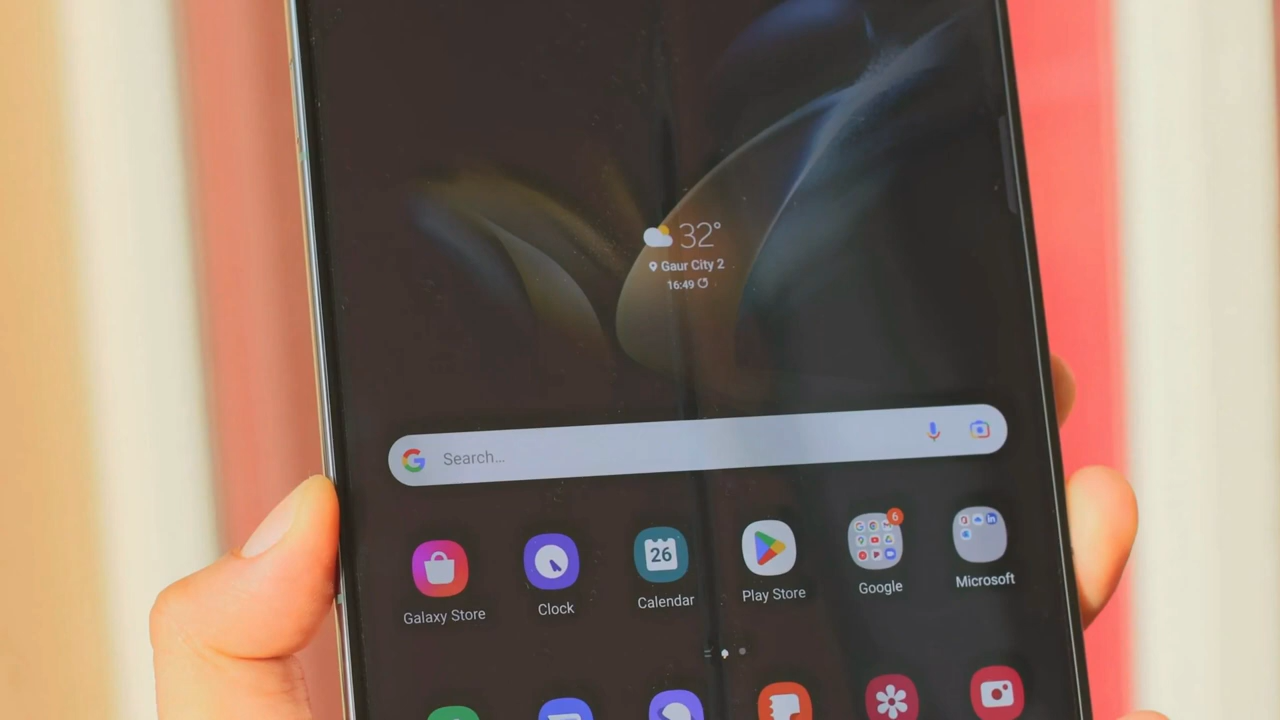 32°
Gaur City 2
16:49
Search...
26
6
Galaxy Store
Clock
Calendar
Play Store
Google
Microsoft